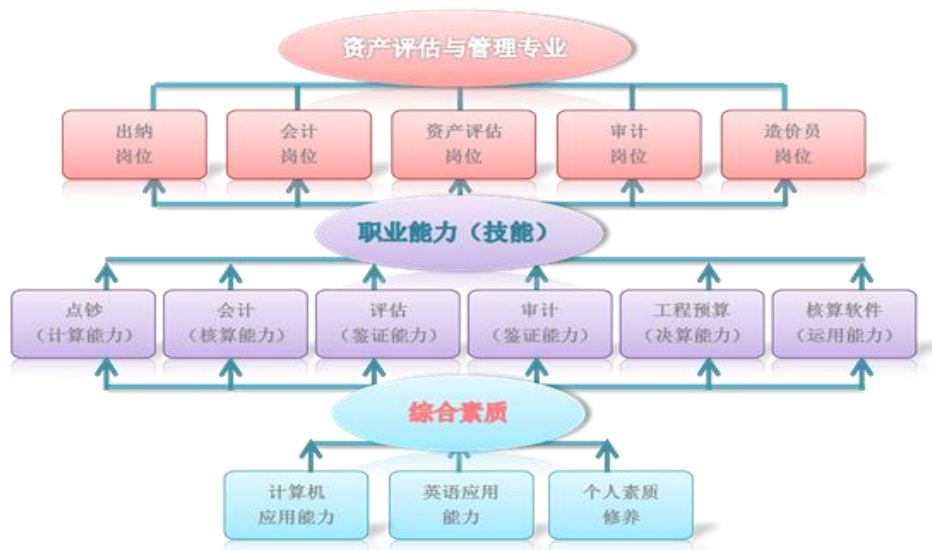 资产评估与管理专业
出纳
岗位
会计
岗位
资产评估
岗位
审计
岗位
造价员
岗位
职业能力（技能）
点钞
（计算能力）
会计
（核算能力）
评估
（鉴证能力）
审计
（鉴证能力）
工程预算
（决算能力）
核算软件
（运用能力）
综合素质
计算机
应用能力
英语应用
能力
个人素质
修养